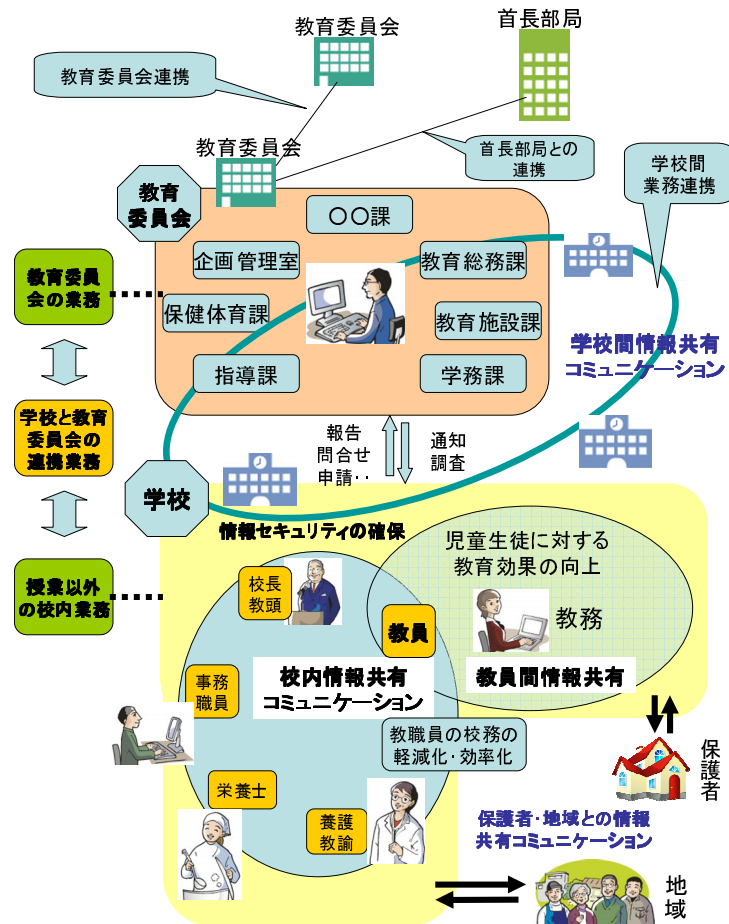 教育委員会
首長部局
教育委員会連携
教育委員会
首長部局との
連携
学校間
業務連携
教育
委員会
〇〇課
企画管理室
教育総務課
教育委員
会の業務
保健体育課
教育施設課
学校間情報共有
コミュニケーション
指導課
学務課
学校と教育
委員会の
連携業務
報告
問合せ
申請‥
通知
調査
学校
情報セキュリティの確保
児童生徒に対する
教育効果の向上
授業以外
の校内業務
校長
教頭
教員
教務
校内情報共有
コミュニケーション
教員間情報共有
事務
職員
教職員の校務の
軽減化・効率化
保護者
栄養士
養護
教諭
保護者・地域との情報
共有コミュニケーション
地域